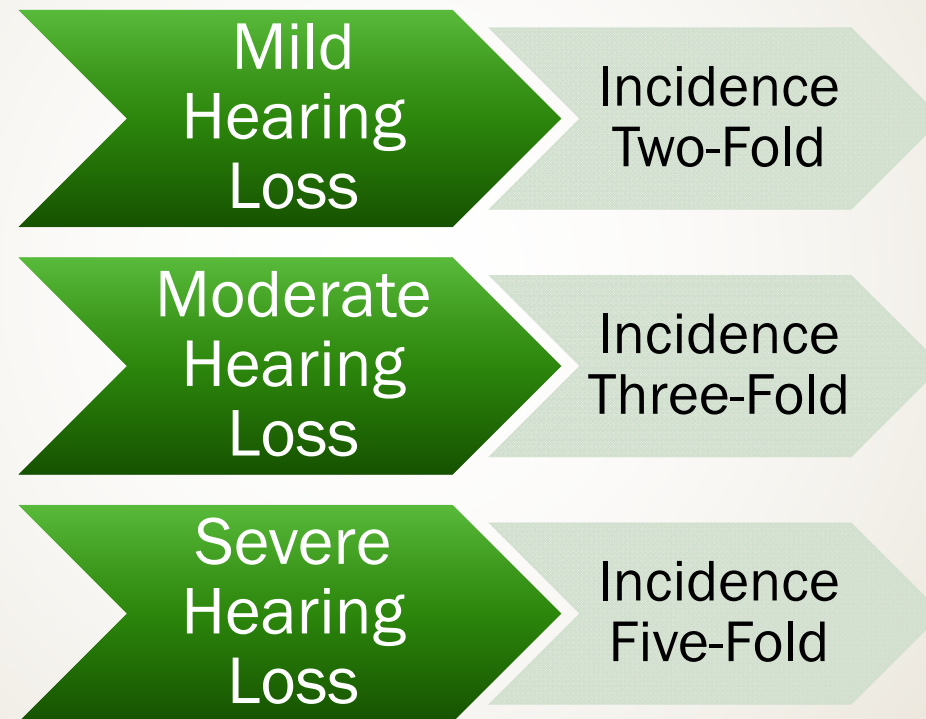 Mild
Hearing
Loss
Incidence
Two-Fold
Moderate
Hearing
Loss
Incidence
Three-Fold
Severe
Hearing
Loss
Incidence
Five-Fold